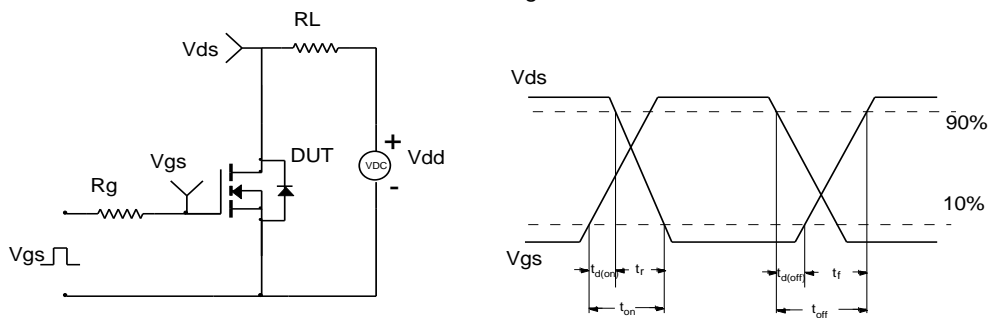 RL
Vds
Vgs
DUT
+
VDC
Vdd
-
Rg
Vgs
Vds
90%
10%
Vgs
td(on)
tr
td(off)
tf
ton
toff